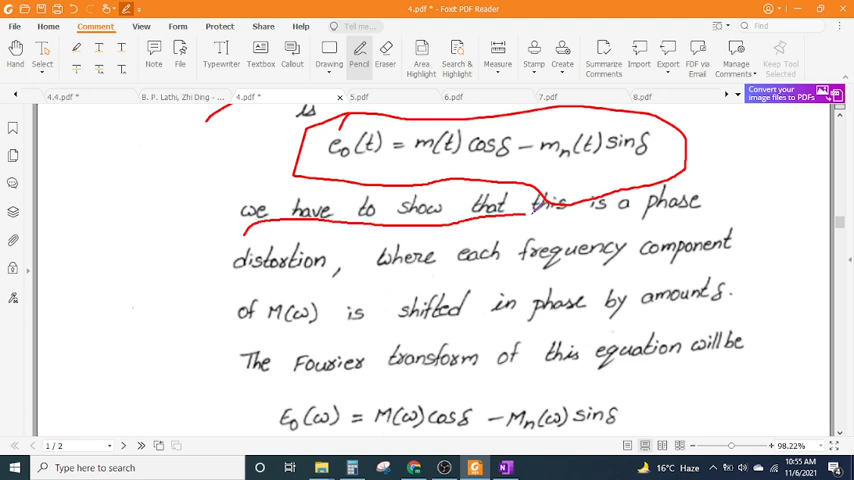 4.pdf * - Foxit PDF Reader
File Home Comment View Form Protect Share Help Tell me... Find
Hand Select Note File Typewriter Textbox Callout Drawing Pencil Eraser Area Highlight Search & Highlight Measure Stamp Create Summarize Comments Import Export FDF via Email Manage Comments Keep Tool Selected
4.4.pdf * B. P. Lathi, Zhi Ding - ... 4.pdf * 5.pdf 6.pdf 7.pdf 8.pdf Convert your image files to PDFs
is
e₀(t) = m(t) cosδ - mₙ(t) sinδ
we have to show that this is a phase
distortion, where each frequency component
of M(ω) is shifted in phase by amount δ.
The Fourier transform of this equation will be
E₀(ω) = M(ω) cosδ - Mₙ(ω) sinδ
1 / 2 98.22%
Type here to search 16°C Haze 10:55 AM
11/6/2021 4